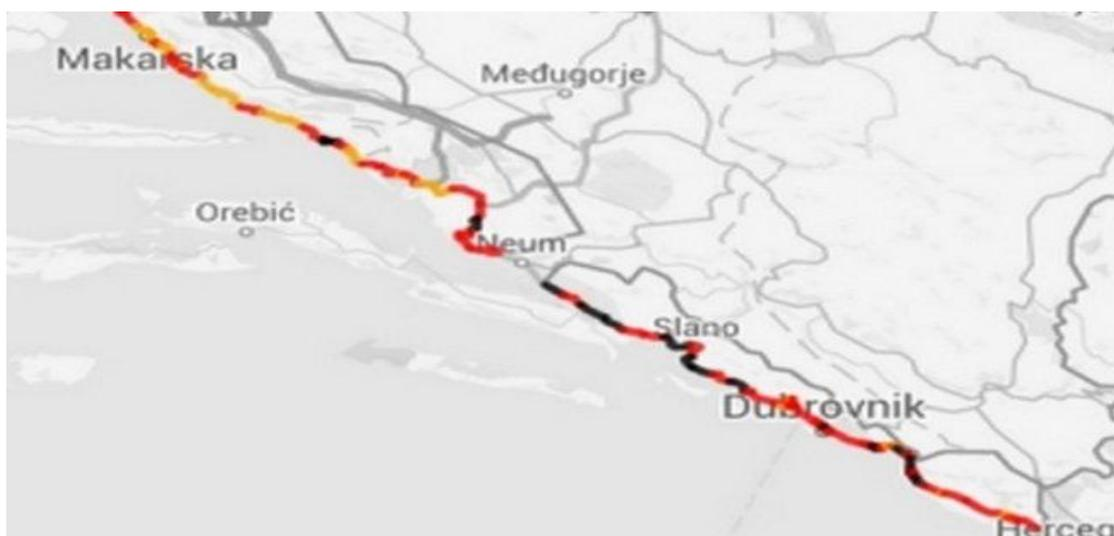 A1
Makarska
Međugorje
Orebić
Neum
Slano
Dubrovnik
Herceg